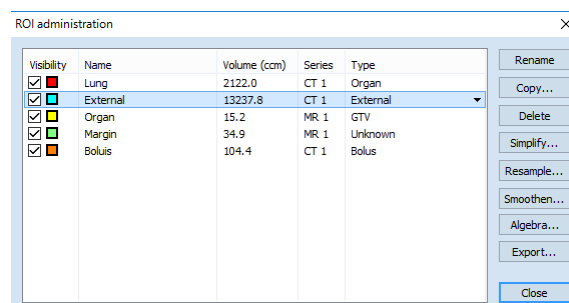 ROI administration
Visibility Name Volume (ccm) Series Type
Lung 2122.0 CT 1 Organ
External 13237.8 CT 1 External
Organ 15.2 MR 1 GTV
Margin 34.9 MR 1 Unknown
Boluis 104.4 CT 1 Bolus
Rename
Copy...
Delete
Simplify...
Resample...
Smoothen...
Algebra...
Export...
Close